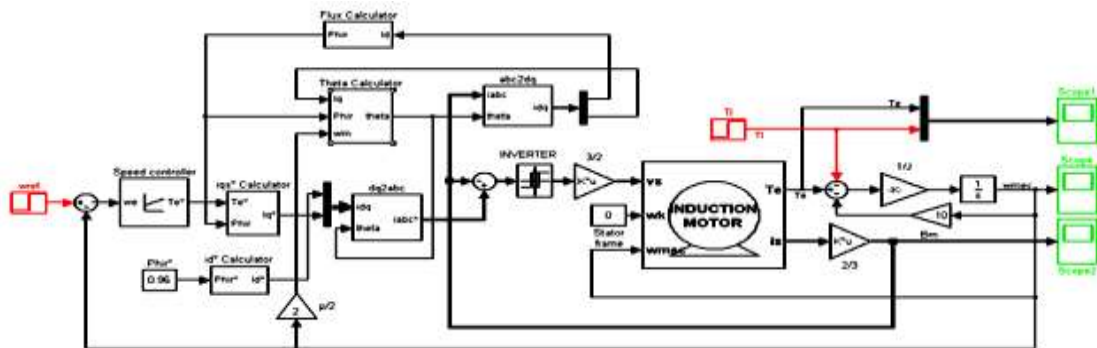 Flux Calculator
Phir Id
Theta Calculator
Iq
Phir theta
wm
abc2dq
Iabc
idq
theta
Scope1
Te
Tl
Tl
INVERTER
3/2
K*u
Speed controller
we Te*
iqs* Calculator
Te*
Iq*
Phir
dq2abc
idq
iabc*
theta
wref
Phir*
0.96
id* Calculator
Phir* id*
2
p/2
0
Stator
frame
vs
wk
wmec
INDUCTION
MOTOR
Te
is
Te
1/J
1
s
wmec
Scope
10
Bm
K*u
2/3
Scope2